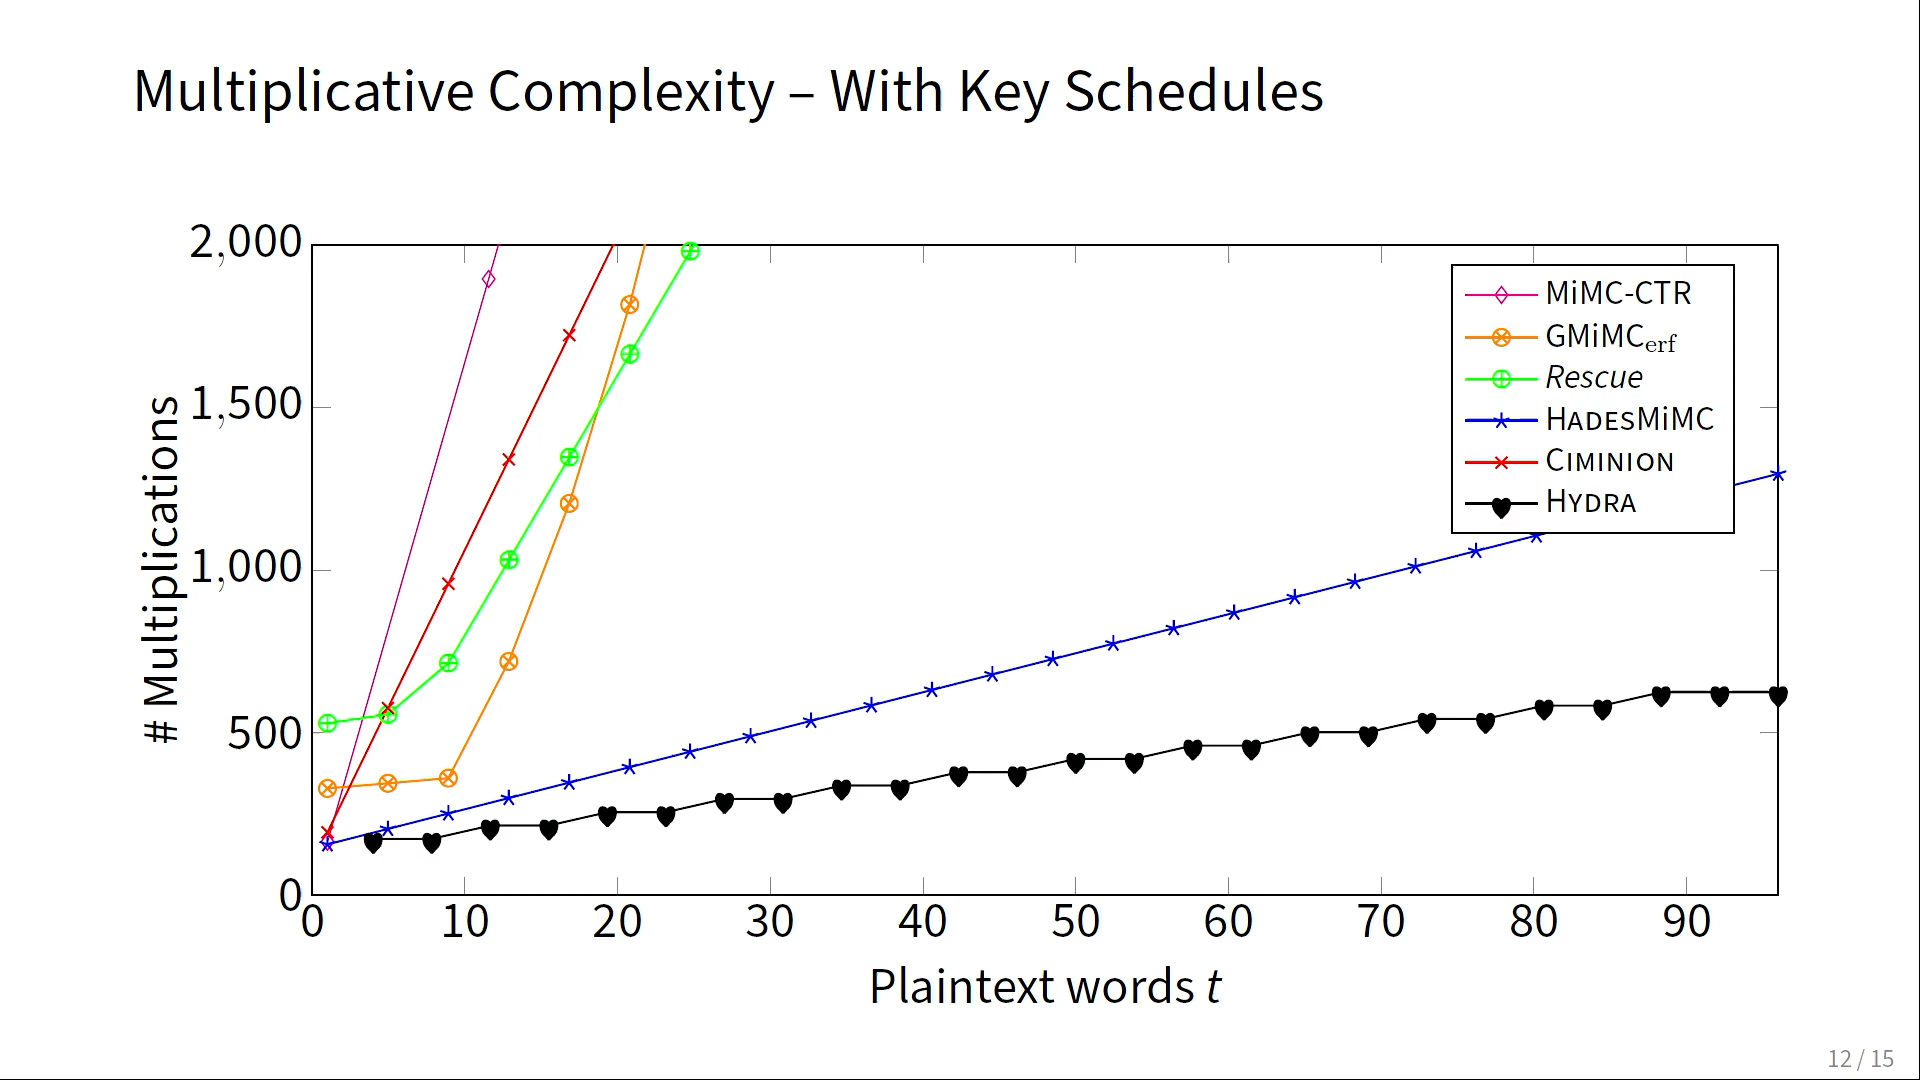 Multiplicative Complexity – With Key Schedules
2,000
1,500
1,000
500
0
# Multiplications
0 10 20 30 40 50 60 70 80 90
Plaintext words t
MiMC-CTR
GMiMCerf
Rescue
HADESMiMC
CIMINION
HYDRA
12 / 15